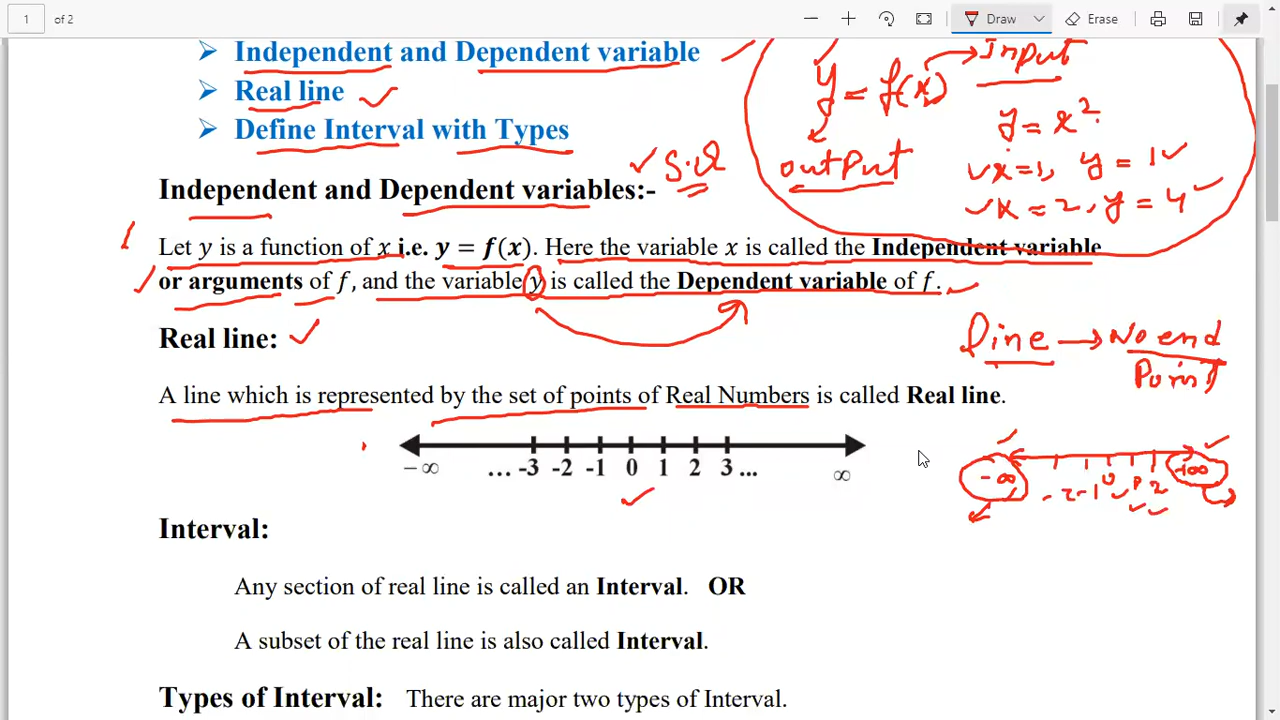 1 of 2 Draw Erase
Independent and Dependent variable
Real line
Define Interval with Types
y = f(x) → Input
outPut
y = x².
x=1, y = 1
x = 2, y = 4
S.Q
Independent and Dependent variables:-
Let y is a function of x i.e. y = f(x). Here the variable x is called the Independent variable
or arguments of f, and the variable y is called the Dependent variable of f.
Real line:
line → No end
Point
A line which is represented by the set of points of Real Numbers is called Real line.
−∞ ... -3 -2 -1 0 1 2 3 ... ∞
-∞ -2 -1 0 1 2 +∞
Interval:
Any section of real line is called an Interval. OR
A subset of the real line is also called Interval.
Types of Interval: There are major two types of Interval.